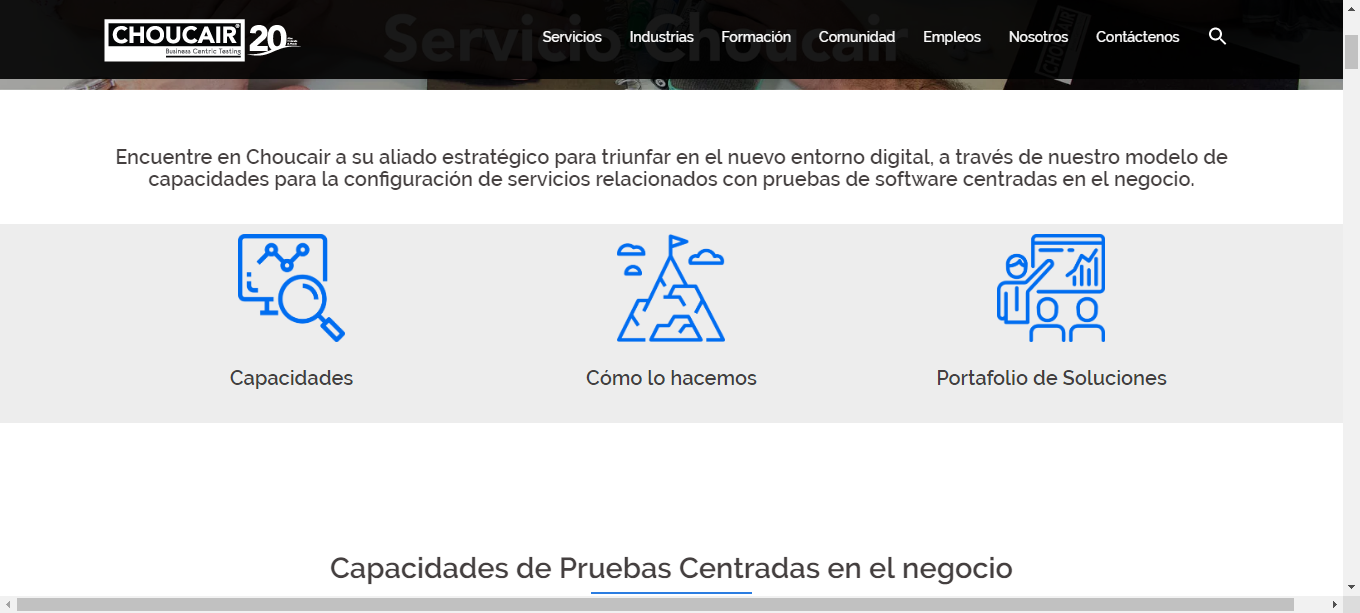 CHOUCAIR
Business Centric Testing
20
Servicio Choucair
Servicios
Industrias
Formación
Comunidad
Empleos
Nosotros
Contáctenos
CHOUCAIR
Encuentre en Choucair a su aliado estratégico para triunfar en el nuevo entorno digital, a través de nuestro modelo de
capacidades para la configuración de servicios relacionados con pruebas de software centradas en el negocio.
Capacidades
Cómo lo hacemos
Portafolio de Soluciones
Capacidades de Pruebas Centradas en el negocio